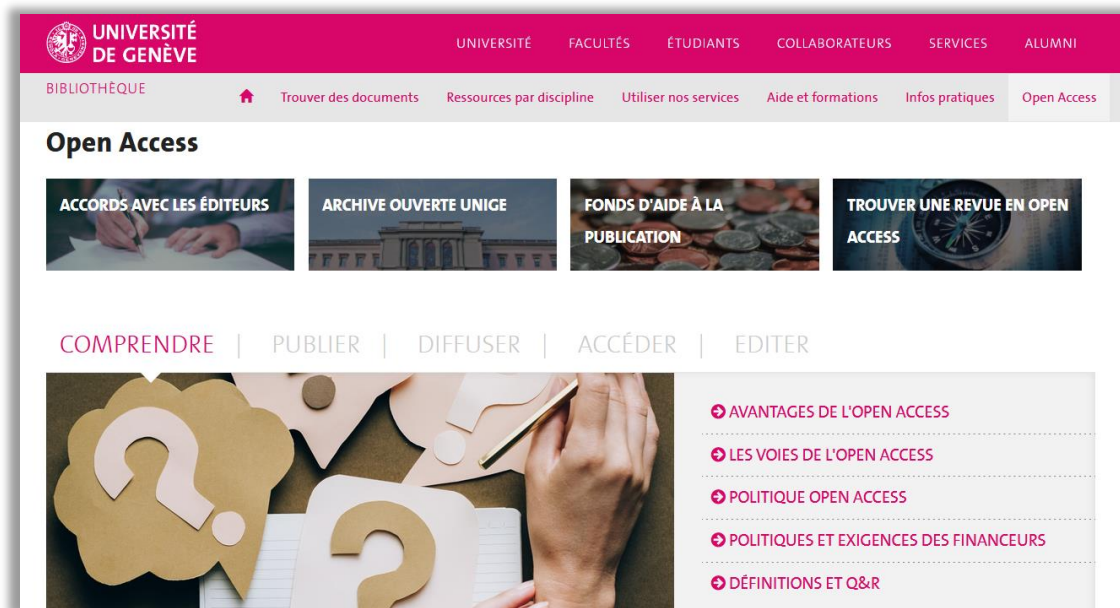 UNIVERSITÉ
DE GENÈVE
UNIVERSITÉ FACULTÉS ÉTUDIANTS COLLABORATEURS SERVICES ALUMNI
BIBLIOTHÈQUE
Trouver des documents Ressources par discipline Utiliser nos services Aide et formations Infos pratiques Open Access
Open Access
ACCORDS AVEC LES ÉDITEURS
ARCHIVE OUVERTE UNIGE
FONDS D'AIDE À LA
PUBLICATION
TROUVER UNE REVUE EN OPEN
ACCESS
COMPRENDRE | PUBLIER | DIFFUSER | ACCÉDER | EDITER
AVANTAGES DE L'OPEN ACCESS
LES VOIES DE L'OPEN ACCESS
POLITIQUE OPEN ACCESS
POLITIQUES ET EXIGENCES DES FINANCEURS
DÉFINITIONS ET Q&R